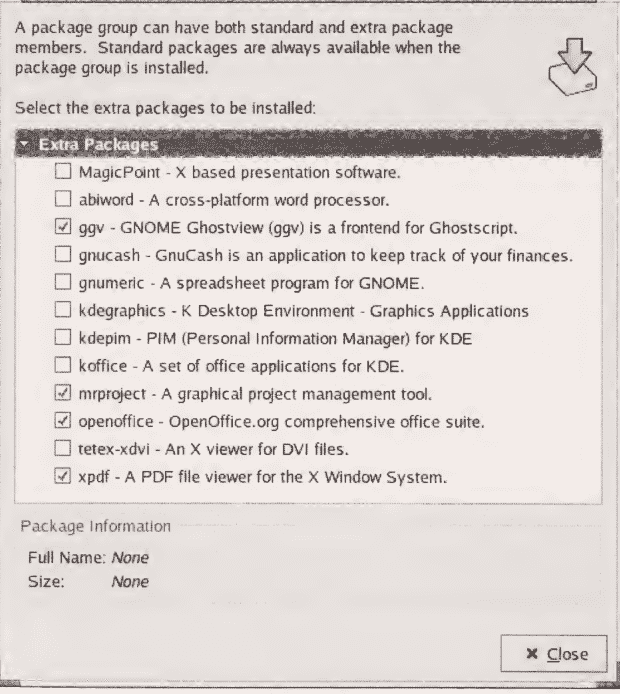 A package group can have both standard and extra package
members. Standard packages are always available when the
package group is installed.
Select the extra packages to be installed:
Extra Packages
MagicPoint - X based presentation software.
abiword - A cross-platform word processor.
ggv - GNOME Ghostview (ggv) is a frontend for Ghostscript.
gnucash - GnuCash is an application to keep track of your finances.
gnumeric - A spreadsheet program for GNOME.
kdegraphics - K Desktop Environment - Graphics Applications
kdepim - PIM (Personal Information Manager) for KDE
koffice - A set of office applications for KDE.
mrproject - A graphical project management tool.
openoffice - OpenOffice.org comprehensive office suite.
tetex-xdvi - An X viewer for DVI files.
xpdf - A PDF file viewer for the X Window System.
Package Information
Full Name: None
Size: None
Close